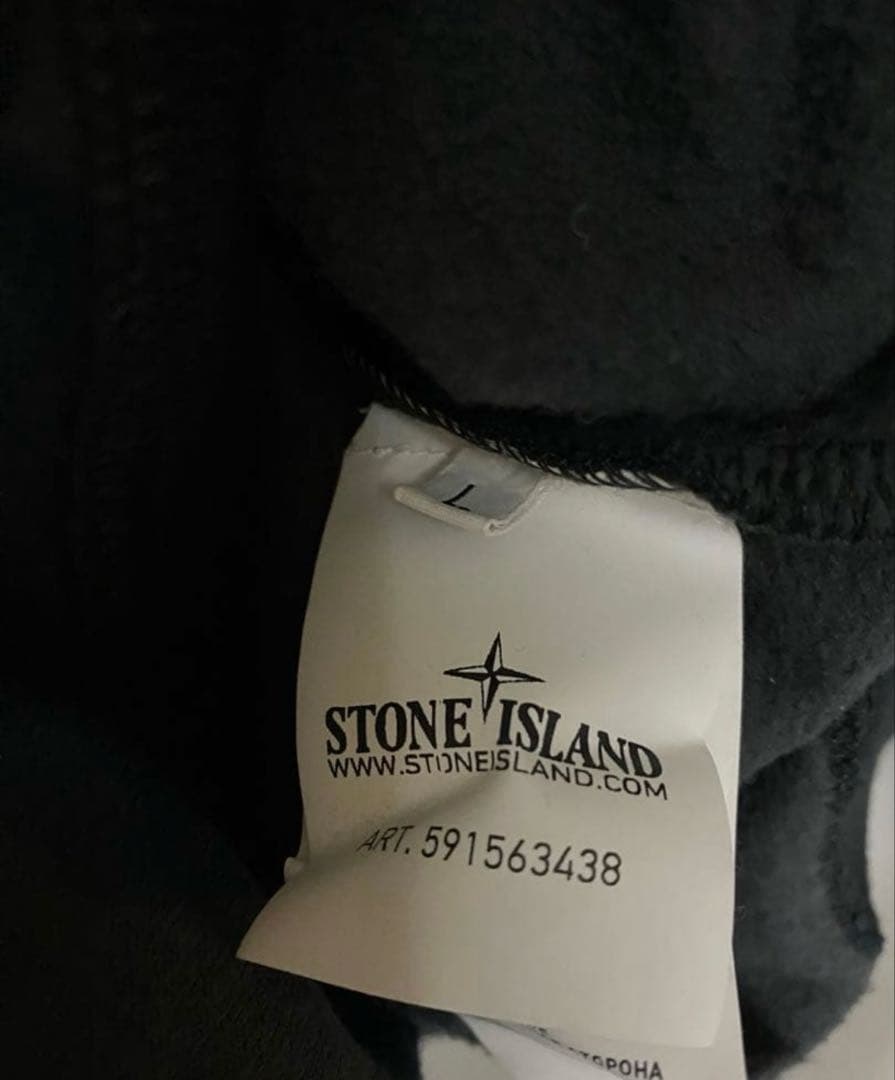 L
STONE ISLAND
WWW.STONEISLAND.COM
ART. 591563438